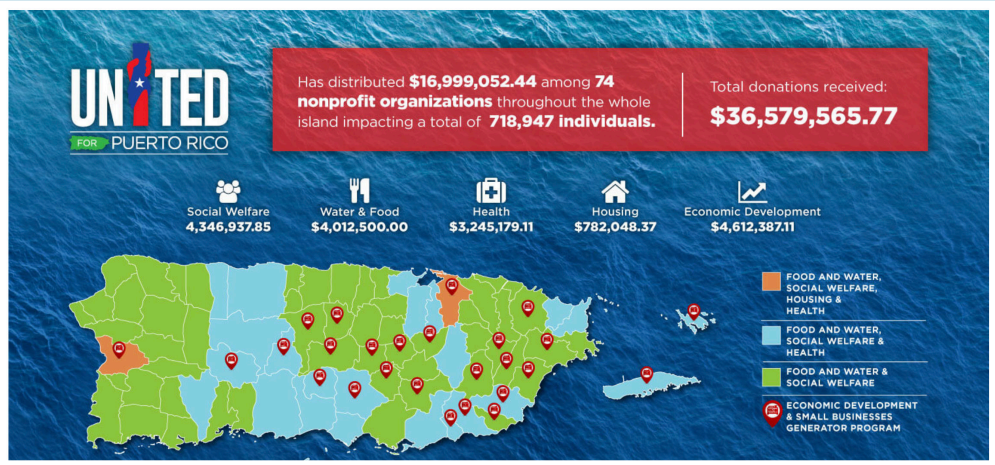 UNITED
FOR PUERTO RICO
Has distributed $16,999,052.44 among 74
nonprofit organizations throughout the whole
island impacting a total of 718,947 individuals.
Total donations received:
$36,579,565.77
Social Welfare
4,346,937.85
Water & Food
$4,012,500.00
Health
$3,245,179.11
Housing
$782,048.37
Economic Development
$4,612,387.11
FOOD AND WATER,
SOCIAL WELFARE,
HOUSING &
HEALTH
FOOD AND WATER,
SOCIAL WELFARE &
HEALTH
FOOD AND WATER &
SOCIAL WELFARE
ECONOMIC DEVELOPMENT
& SMALL BUSINESSES
GENERATOR PROGRAM